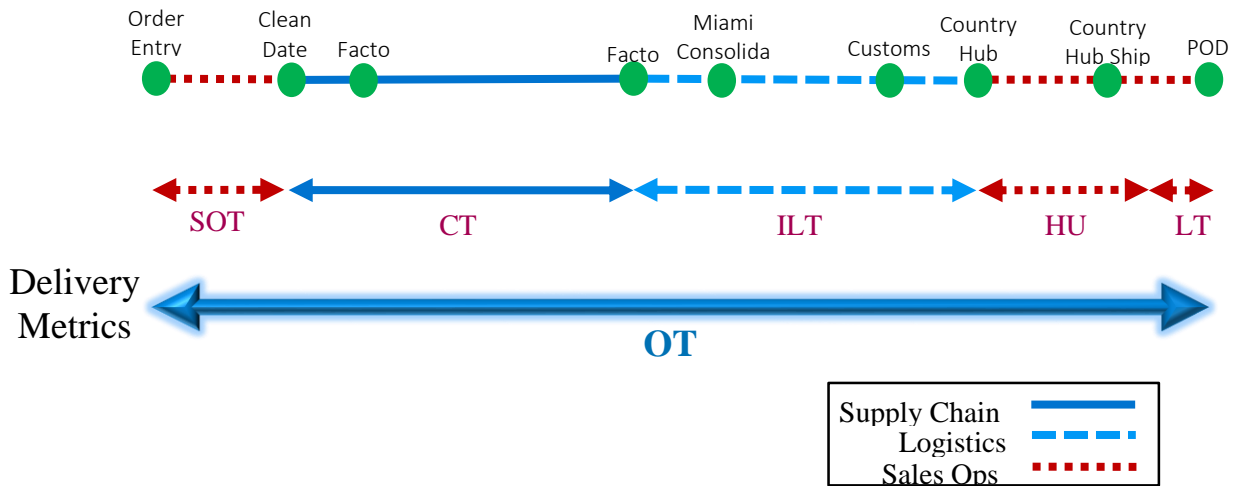 Order
Entry
Clean
Date
Facto
Facto
Miami
Consolida
Customs
Country
Hub
Country
Hub Ship
POD
SOT
CT
ILT
HU
LT
Delivery
Metrics
OT
Supply Chain
Logistics
Sales Ops